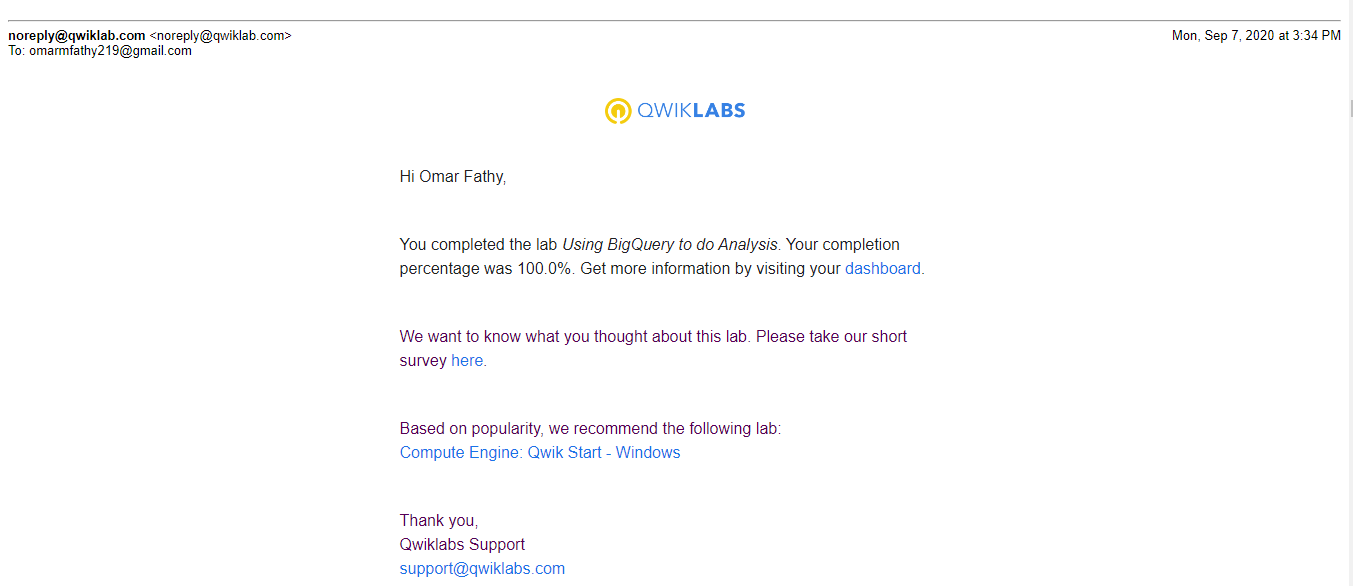 noreply@qwiklab.com <noreply@qwiklab.com> Mon, Sep 7, 2020 at 3:34 PM
To: omarmfathy219@gmail.com
QWIKLABS
Hi Omar Fathy,
You completed the lab Using BigQuery to do Analysis. Your completion
percentage was 100.0%. Get more information by visiting your dashboard.
We want to know what you thought about this lab. Please take our short
survey here.
Based on popularity, we recommend the following lab:
Compute Engine: Qwik Start - Windows
Thank you,
Qwiklabs Support
support@qwiklabs.com